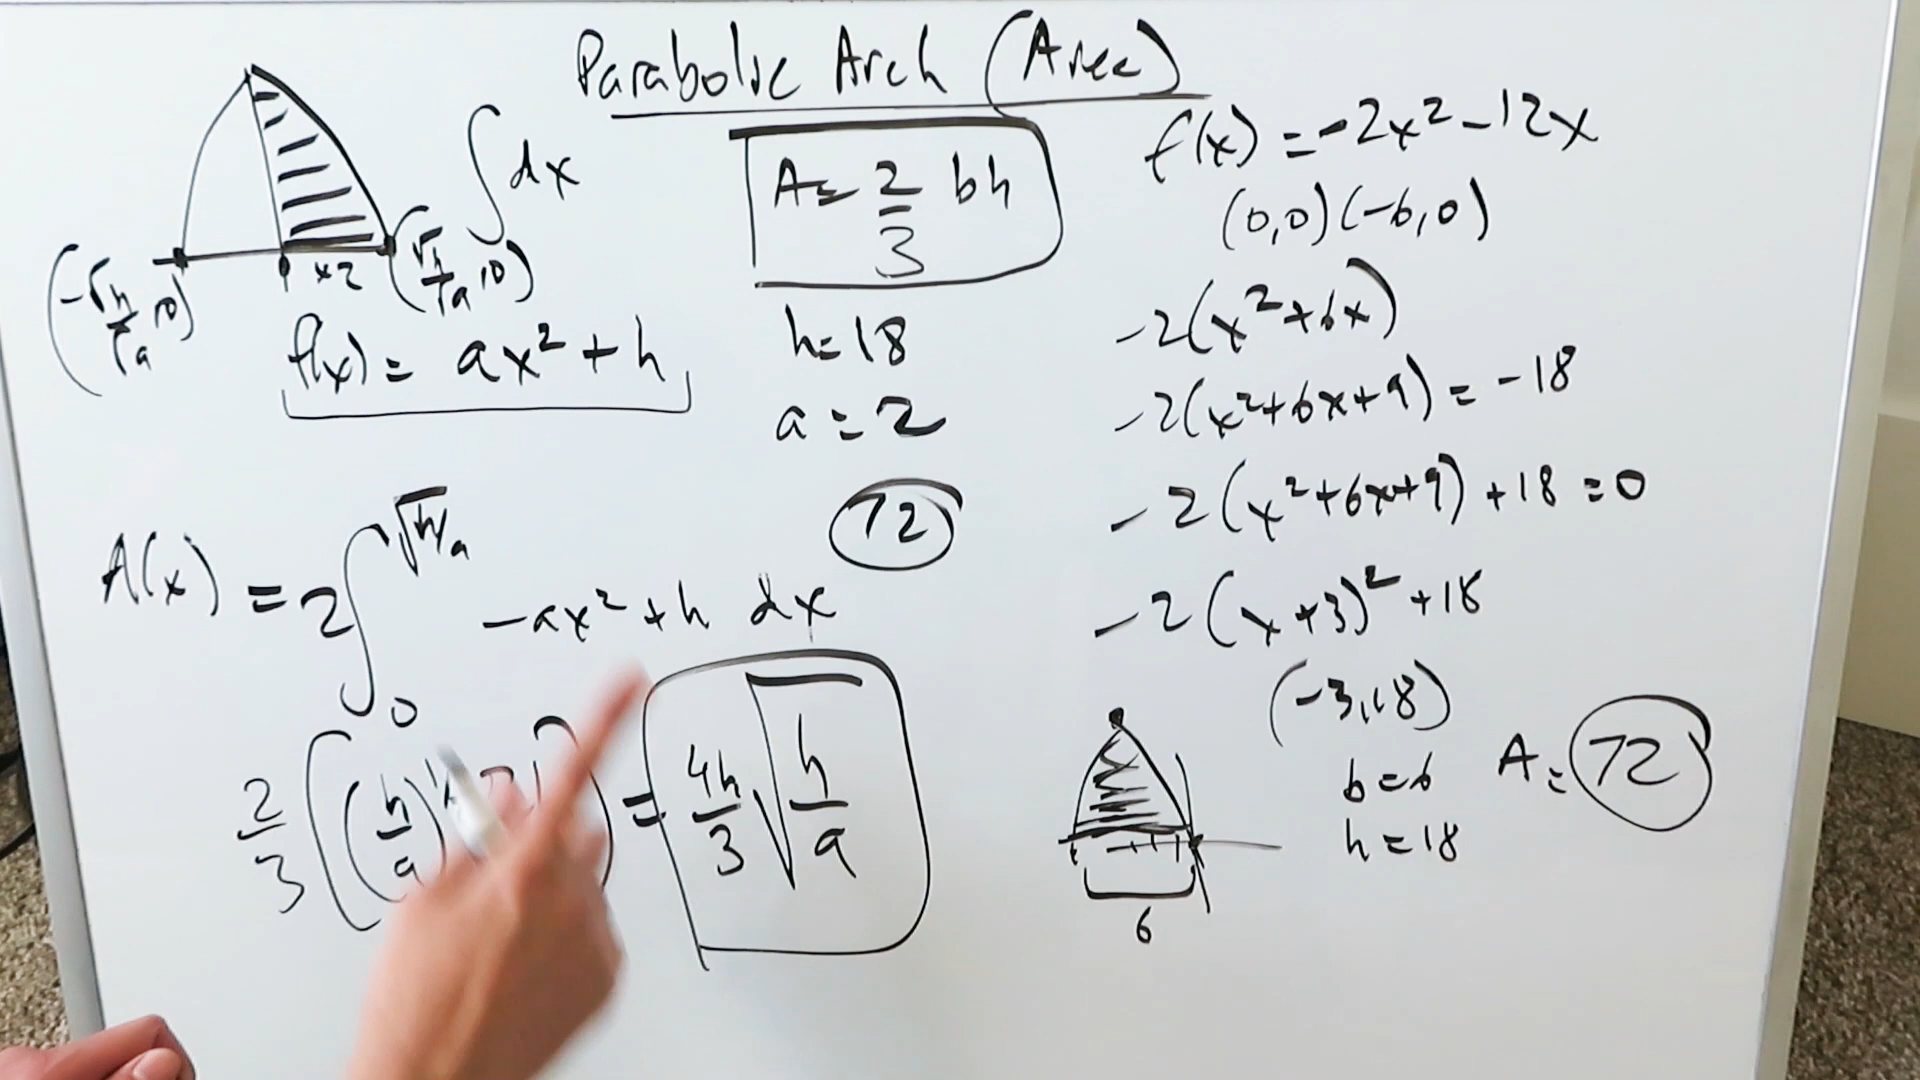 Parabolic Arch (Area)
∫ dx
x2
(-√h/√a, 0)
(√h/√a, 0)
f(x) = ax² + h
A = 2/3 bh
h = 18
a = 2
72
A(x) = 2 ∫₀^√h/a -ax² + h dx
2/3 ((h/a)
= 4h/3 √h/a
f(x) = -2x² - 12x
(0,0) (-6,0)
-2(x² + 6x)
-2(x² + 6x + 9) = -18
-2(x² + 6x + 9) + 18 = 0
-2(x + 3)² + 18
(-3, 18)
b = 6
h = 18
A = 72
6